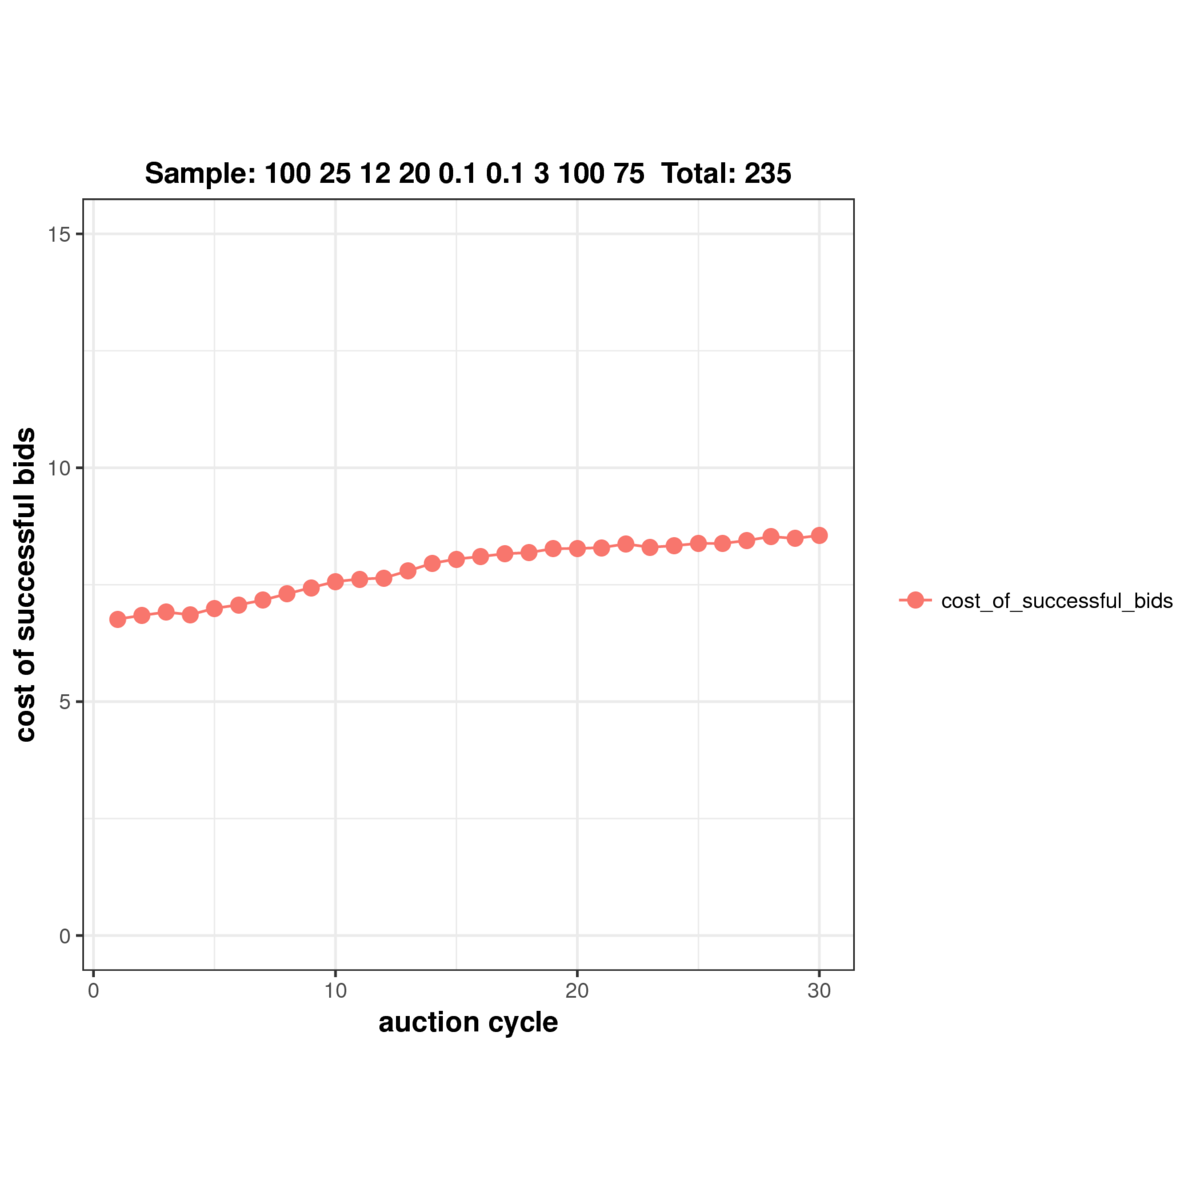 Sample: 100 25 12 20 0.1 0.1 3 100 75  Total: 235
15
10
5
0
cost of successful bids
0 10 20 30
auction cycle
cost_of_successful_bids